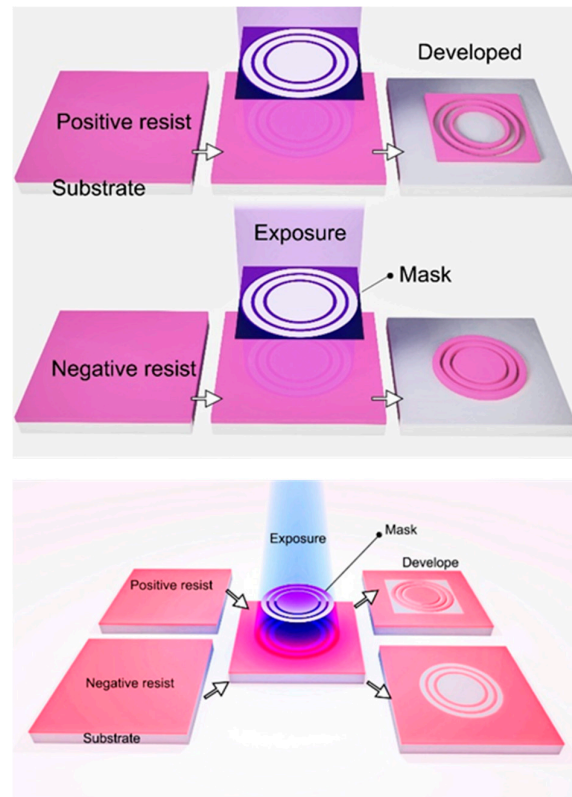 Developed
Positive resist
Substrate
Exposure
Mask
Negative resist
Mask
Exposure
Develope
Positive resist
Negative resist
Substrate